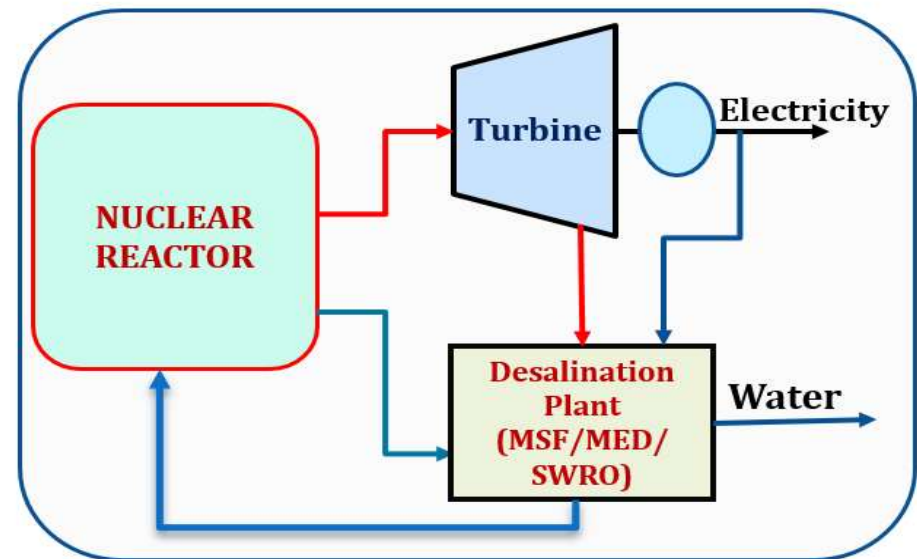 NUCLEAR
REACTOR
Turbine
Electricity
Desalination
Plant
(MSF/MED/
SWRO)
Water